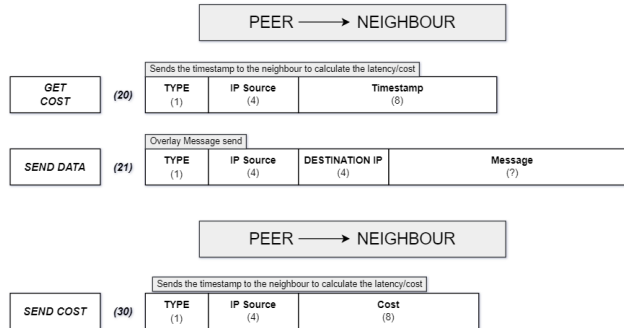 PEER → NEIGHBOUR
Sends the timestamp to the neighbour to calculate the latency/cost
GET COST (20) TYPE (1) IP Source (4) Timestamp (8)
Overlay Message send
SEND DATA (21) TYPE (1) IP Source (4) DESTINATION IP (4) Message (?)
PEER → NEIGHBOUR
Sends the timestamp to the neighbour to calculate the latency/cost
SEND COST (30) TYPE (1) IP Source (4) Cost (8)